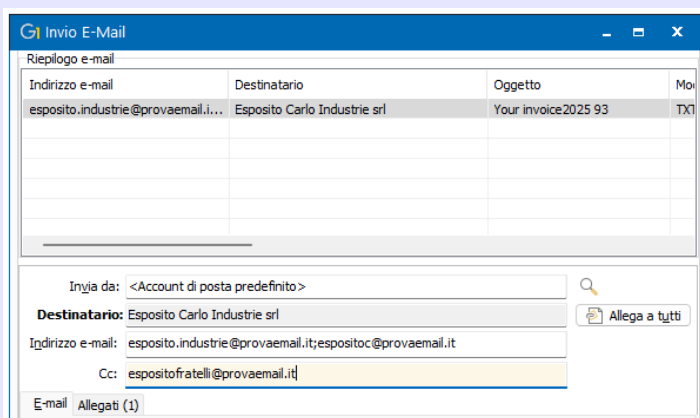 G1 Invio E-Mail
Riepilogo e-mail
Indirizzo e-mail Destinatario Oggetto
esposito.industrie@provaemail.i... Esposito Carlo Industrie srl Your invoice2025 93 TXT
Invia da: <Account di posta predefinito>
Destinatario: Esposito Carlo Industrie srl Allega a tutti
Indirizzo e-mail: esposito.industrie@provaemail.it;espositoc@provaemail.it
Cc: espositofratelli@provaemail.it
E-mail Allegati (1)